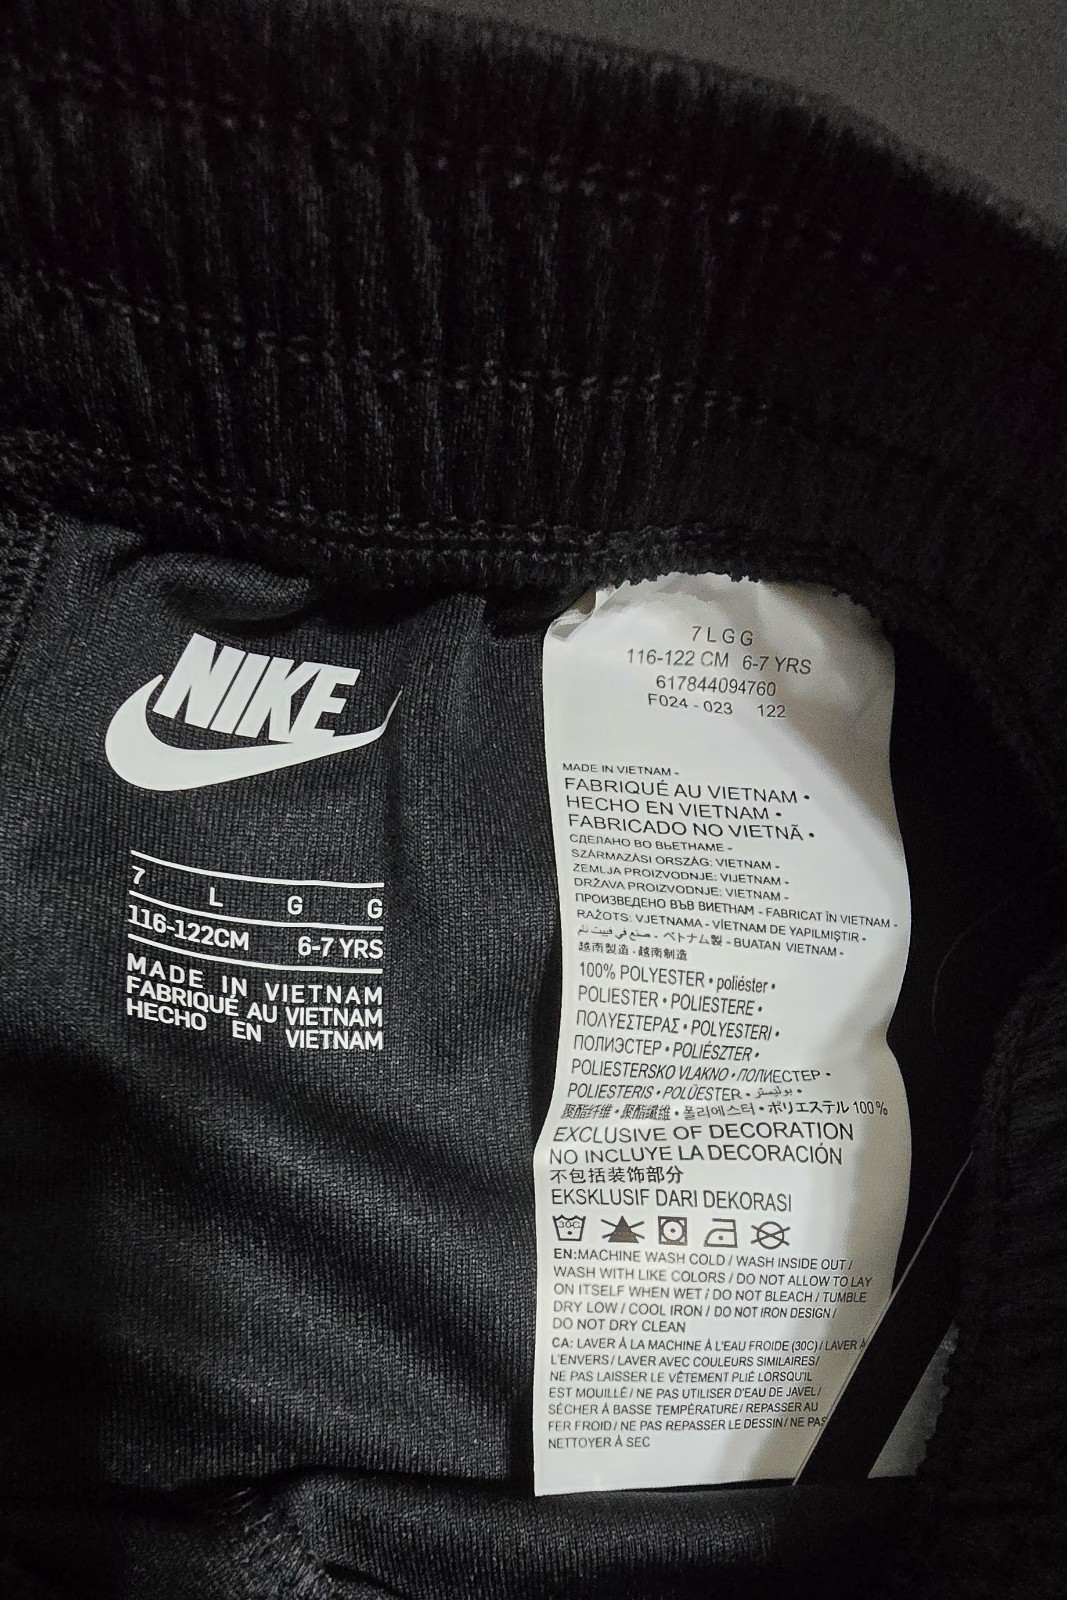 NIKE
7 L G G
116-122CM 6-7 YRS
MADE IN VIETNAM
FABRIQUÉ AU VIETNAM
HECHO EN VIETNAM
7 L G G
116-122 CM 6-7 YRS
617844094760
F024 - 023 122
MADE IN VIETNAM -
FABRIQUÉ AU VIETNAM •
HECHO EN VIETNAM •
FABRICADO NO VIETNÃ •
СДЕЛАНО ВО ВЬЕТНАМЕ -
SZÁRMAZÁSI ORSZÁG: VIETNAM -
ZEMLJA PROIZVODNJE: VIJETNAM -
DRŽAVA PROIZVODNJE: VIETNAM -
ПРОИЗВЕДЕНО ВЪВ ВИЕТНАМ - FABRICAT ÎN VIETNAM -
RAŽOTS: VJETNAMA - VİETNAM DE YAPILMIŞTIR -
صنع في فييت نام - ベトナム製 - BUATAN VIETNAM -
越南製造 - 越南制造
100% POLYESTER • poliéster •
POLIESTER • POLIESTERE •
ΠΟΛΥΕΣΤΕΡΑΣ • POLYESTERI •
ПОЛИЭСТЕР • POLIÉSZTER •
POLIESTERSKO VLAKNO • ПОЛИЕСТЕР •
POLIESTERIS • POLÜESTER • بوليستر •
聚酯纤维 • 聚酯纖維 • 폴리에스터 • ポリエステル 100%
EXCLUSIVE OF DECORATION
NO INCLUYE LA DECORACIÓN
不包括装饰部分
EKSKLUSIF DARI DEKORASI
30C
EN:MACHINE WASH COLD / WASH INSIDE OUT /
WASH WITH LIKE COLORS / DO NOT ALLOW TO LAY
ON ITSELF WHEN WET / DO NOT BLEACH / TUMBLE
DRY LOW / COOL IRON / DO NOT IRON DESIGN /
DO NOT DRY CLEAN
CA: LAVER À LA MACHINE À L'EAU FROIDE (30C) / LAVER À
L'ENVERS / LAVER AVEC COULEURS SIMILAIRES/
NE PAS LAISSER LE VÊTEMENT PLIÉ LORSQU'IL
EST MOUILLÉ / NE PAS UTILISER D'EAU DE JAVEL /
SÉCHER À BASSE TEMPÉRATURE / REPASSER AU
FER FROID / NE PAS REPASSER LE DESSIN / NE PAS
NETTOYER À SEC